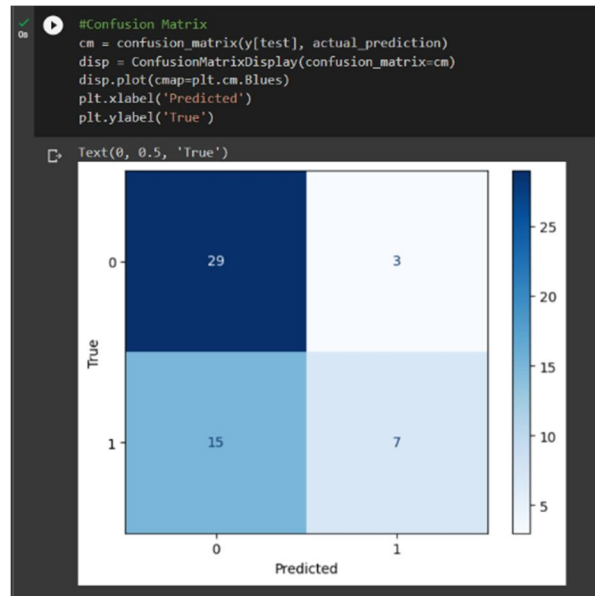 0s
#Confusion Matrix
cm = confusion_matrix(y[test], actual_prediction)
disp = ConfusionMatrixDisplay(confusion_matrix=cm)
disp.plot(cmap=plt.cm.Blues)
plt.xlabel('Predicted')
plt.ylabel('True')
Text(0, 0.5, 'True')
0
29
3
1
15
7
True
0
1
Predicted
25
20
15
10
5